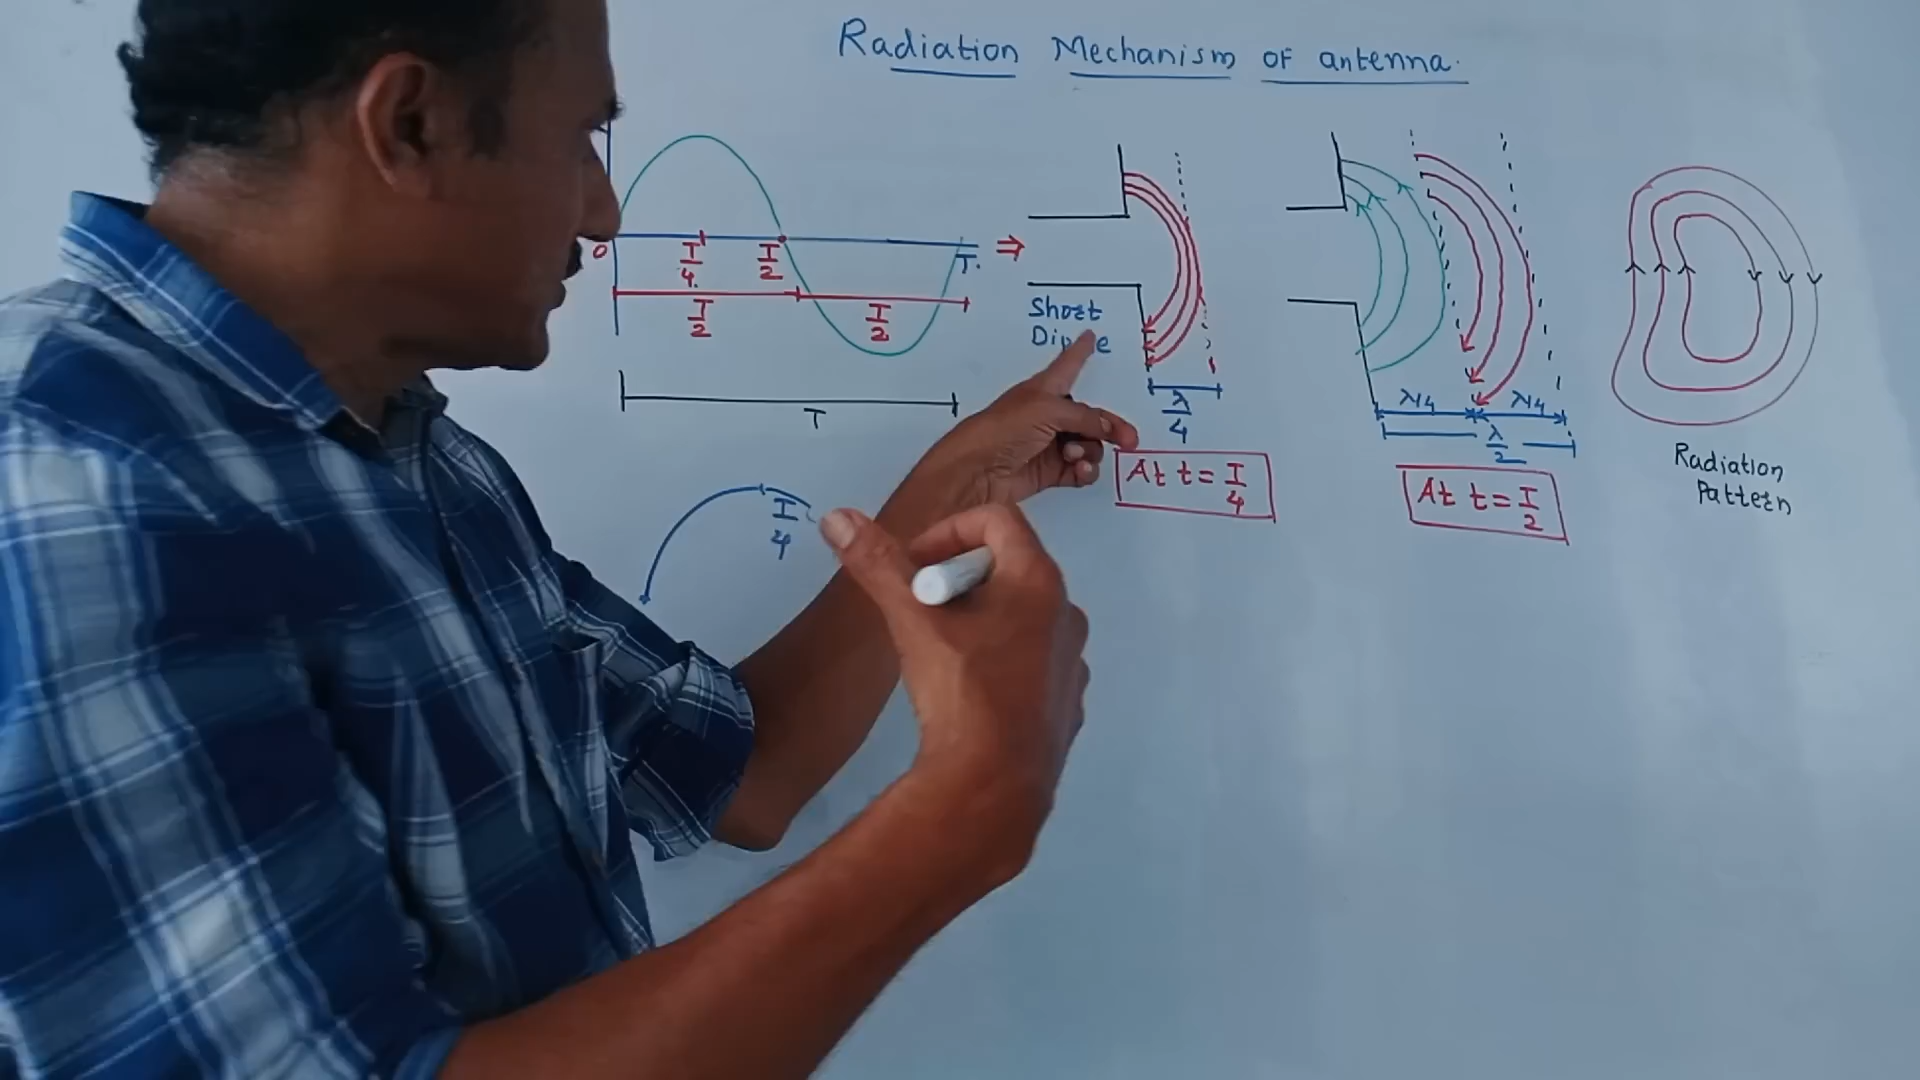 Radiation Mechanism of antenna.
0
T/4
T/2
T.
T/2
T/2
T
T/4
⇒
Short
λ/4
At t = T/4
λ/4
λ/4
λ/2
At t = T/2
Radiation
Pattern